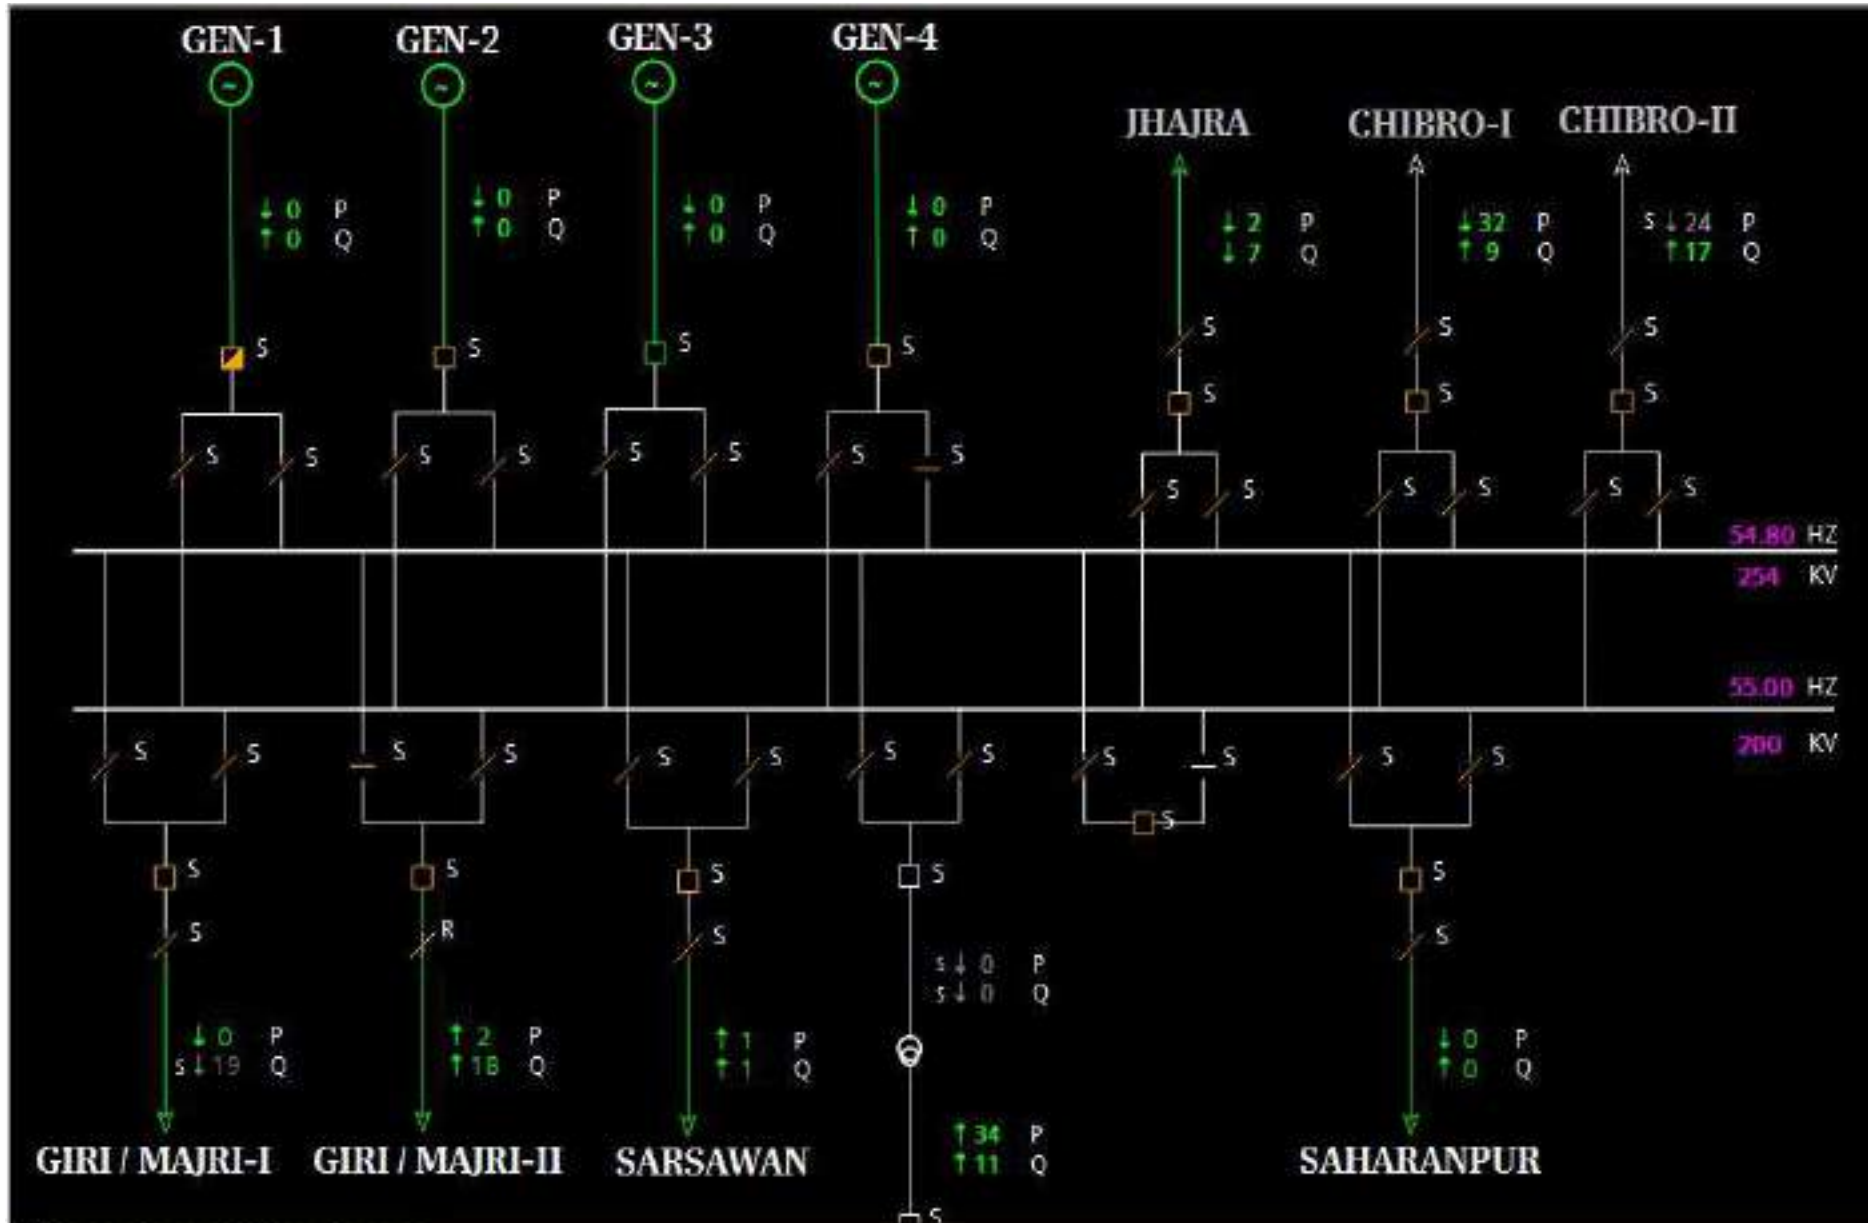 GEN-1 GEN-2 GEN-3 GEN-4
JHAJRA CHIBRO-I CHIBRO-II
↓ 0 P ↓ 0 P ↓ 0 P ↓ 0 P ↓ 2 P ↓ 32 P S ↓ 24 P
↑ 0 Q ↑ 0 Q ↑ 0 Q ↑ 0 Q ↓ 7 Q ↑ 9 Q ↑ 17 Q
S S S S S S S
S S S
S S S S S S S S
S S S S S S
54.80 HZ
254 KV
55.00 HZ
200 KV
S S S S S S S S S S S S
S
S S S S S
S R S S
S ↓ 0 P
S ↓ 0 Q
↓ 0 P ↑ 2 P ↑ 1 P ↓ 0 P
S ↓ 19 Q ↑ 18 Q ↑ 1 Q ↑ 0 Q
↑ 34 P
↑ 11 Q
GIRI / MAJRI-I GIRI / MAJRI-II SARSAWAN SAHARANPUR
S